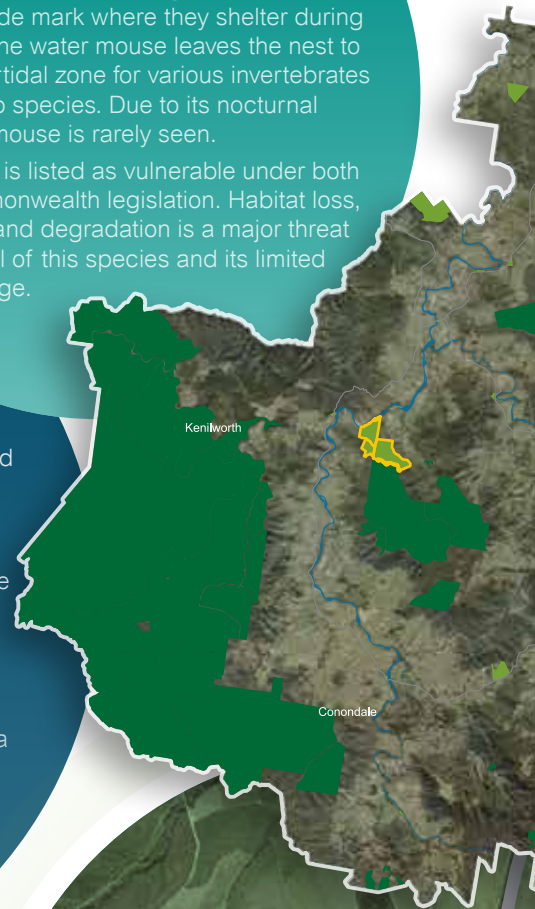 de mark where they shelter during
ne water mouse leaves the nest to
rtidal zone for various invertebrates
o species. Due to its nocturnal
mouse is rarely seen.
is listed as vulnerable under both
monwealth legislation. Habitat loss,
and degradation is a major threat
l of this species and its limited
ge.
Kenilworth
d
e
Conondale
a